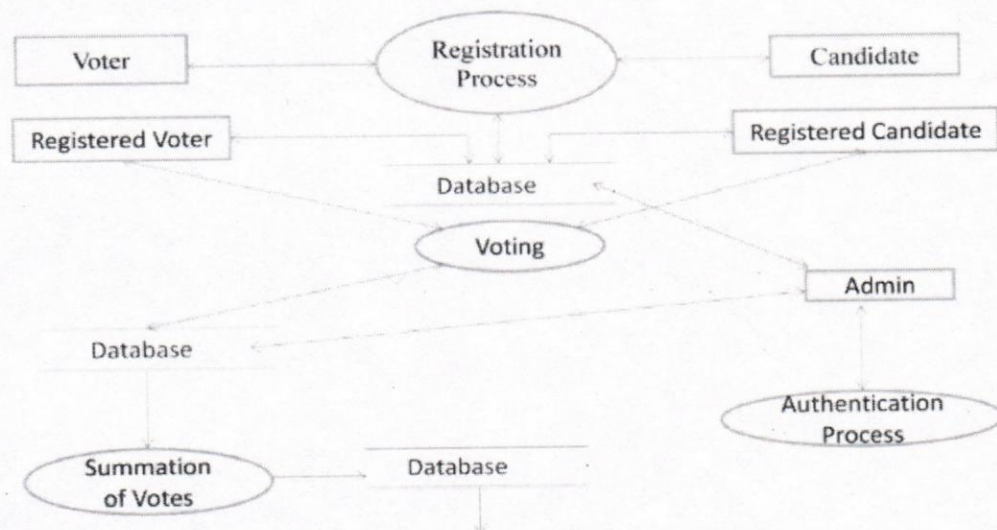 Voter
Registration
Process
Candidate
Registered Voter
Registered Candidate
Database
Voting
Admin
Database
Authentication
Process
Summation
of Votes
Database